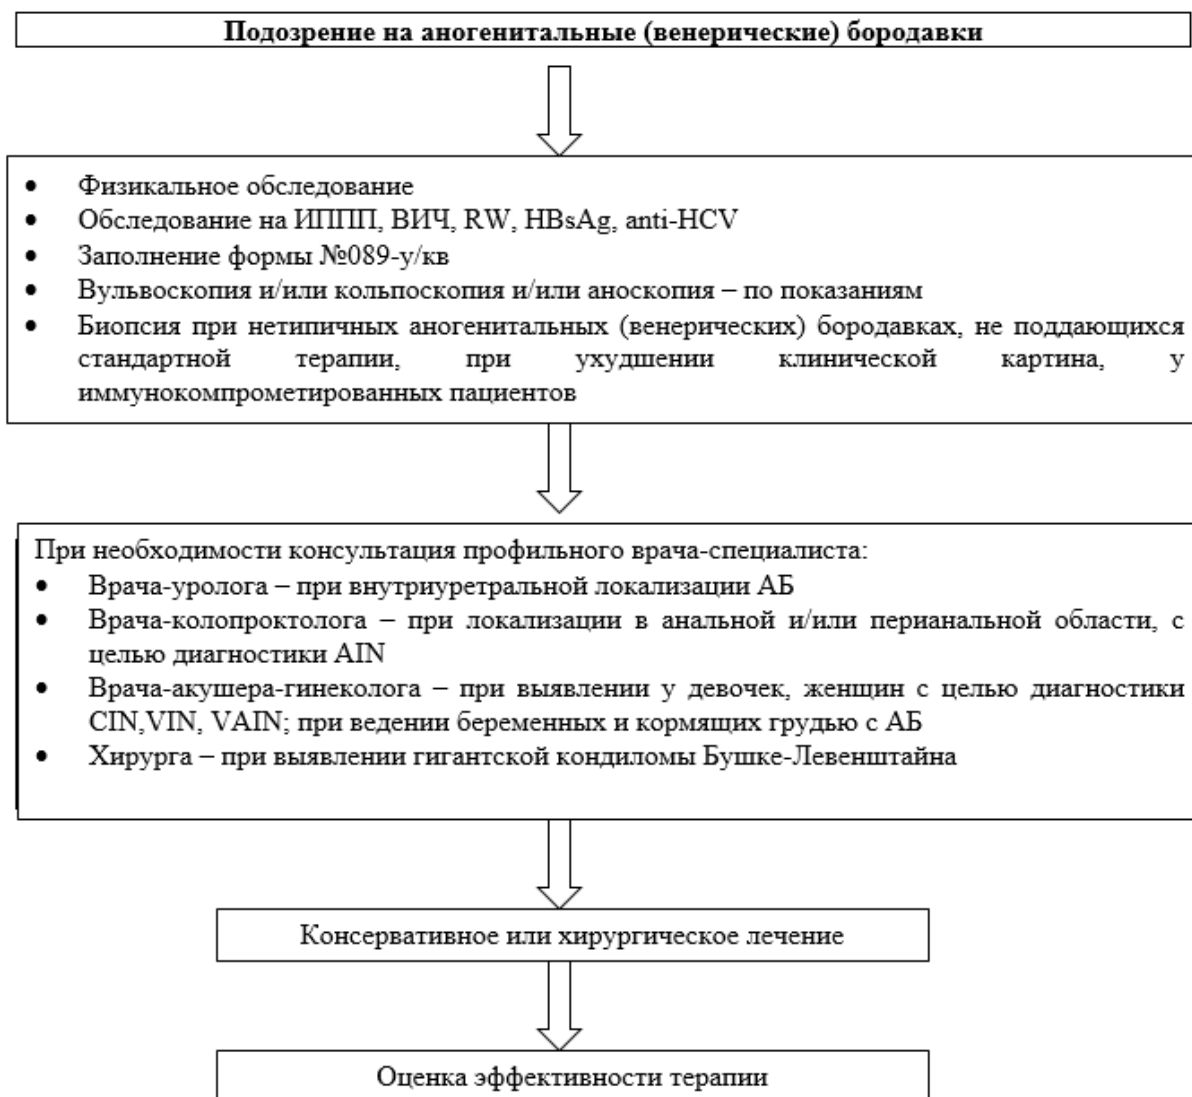 Подозрение на аногенитальные (венерические) бородавки
• Физикальное обследование
• Обследование на ИППП, ВИЧ, RW, HBsAg, anti-HCV
• Заполнение формы №089-у/кв
• Вульвоскопия и/или кольпоскопия и/или аноскопия – по показаниям
• Биопсия при нетипичных аногенитальных (венерических) бородавках, не поддающихся
стандартной терапии, при ухудшении клинической картина, у
иммунокомпрометированных пациентов
При необходимости консультация профильного врача-специалиста:
• Врача-уролога – при внутриуретральной локализации АБ
• Врача-колопроктолога – при локализации в анальной и/или перианальной области, с
целью диагностики AIN
• Врача-акушера-гинеколога – при выявлении у девочек, женщин с целью диагностики
CIN,VIN, VAIN; при ведении беременных и кормящих грудью с АБ
• Хирурга – при выявлении гигантской кондиломы Бушке-Левенштайна
Консервативное или хирургическое лечение
Оценка эффективности терапии